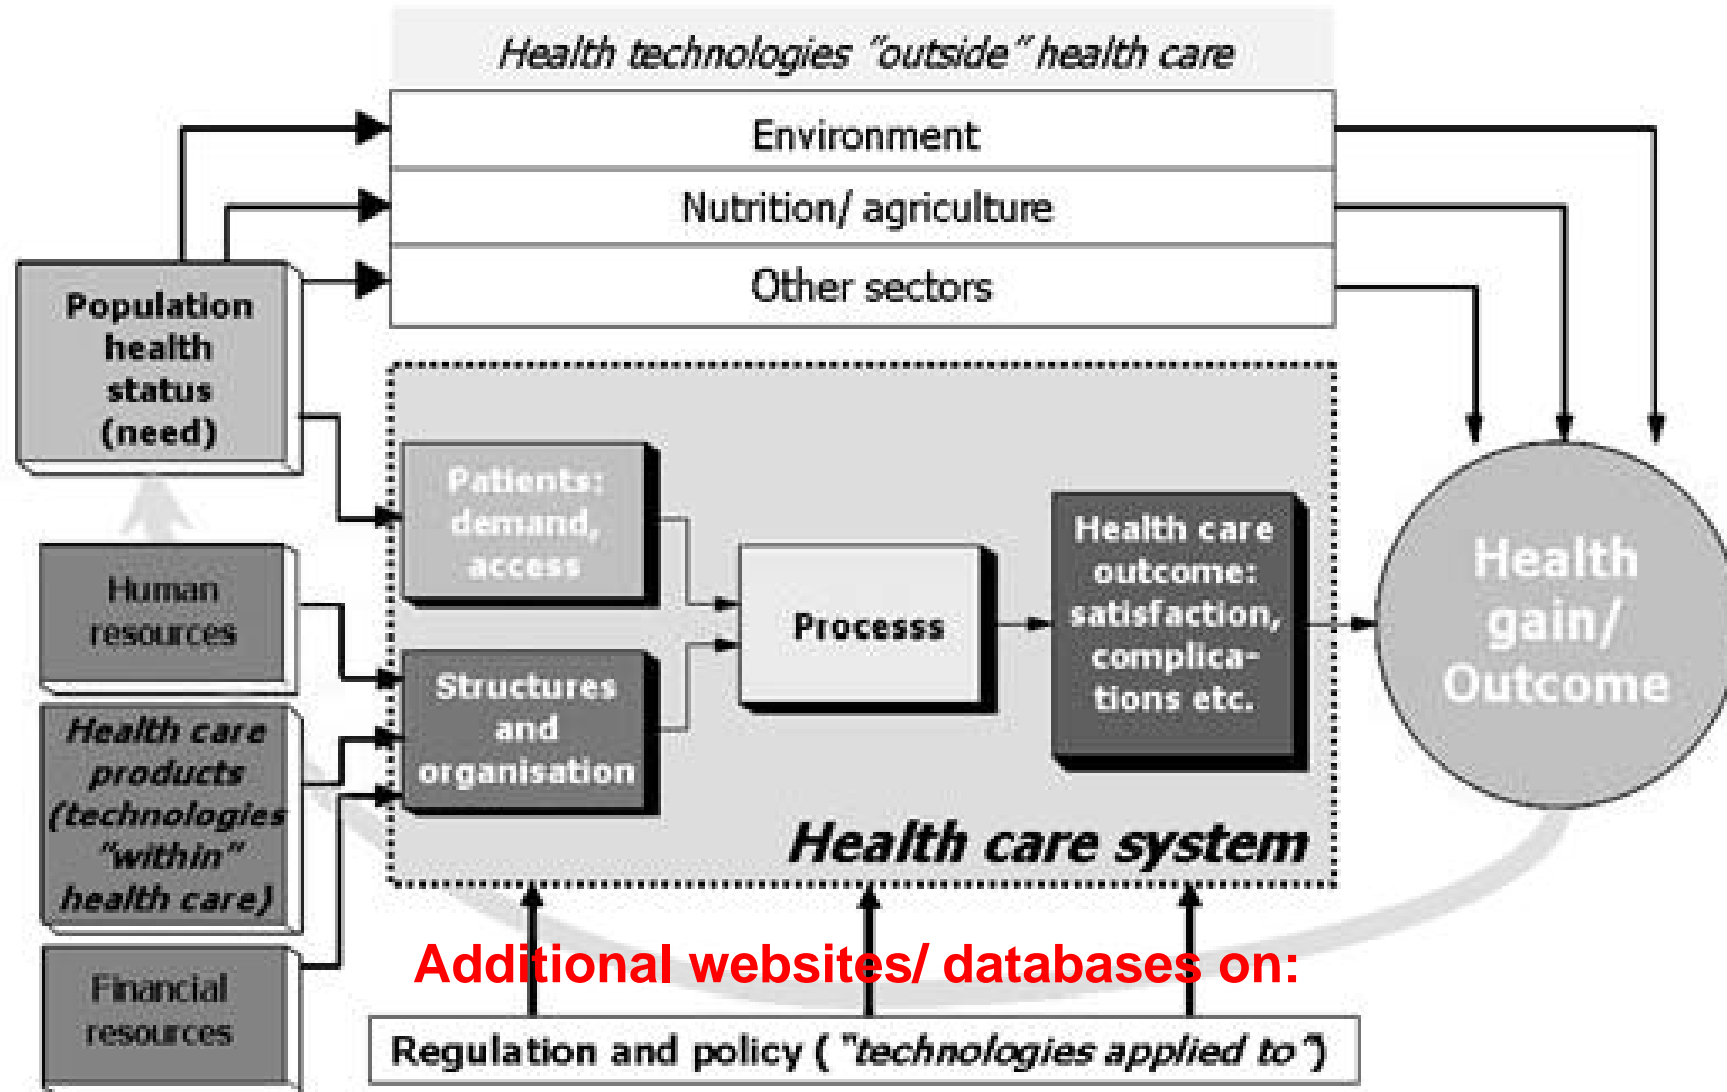 Health technologies "outside" health care
Environment
Nutrition/ agriculture
Other sectors
Population
health
status
(need)
Patients:
demand,
access
Human
resources
Structures
and
organisation
Processs
Health care
outcome:
satisfaction,
complica-
tions etc.
Health
gain/
Outcome
Health care
products
(technologies
"within"
health care)
Health care system
Financial
resources
Additional websites/ databases on:
Regulation and policy ( "technologies applied to")